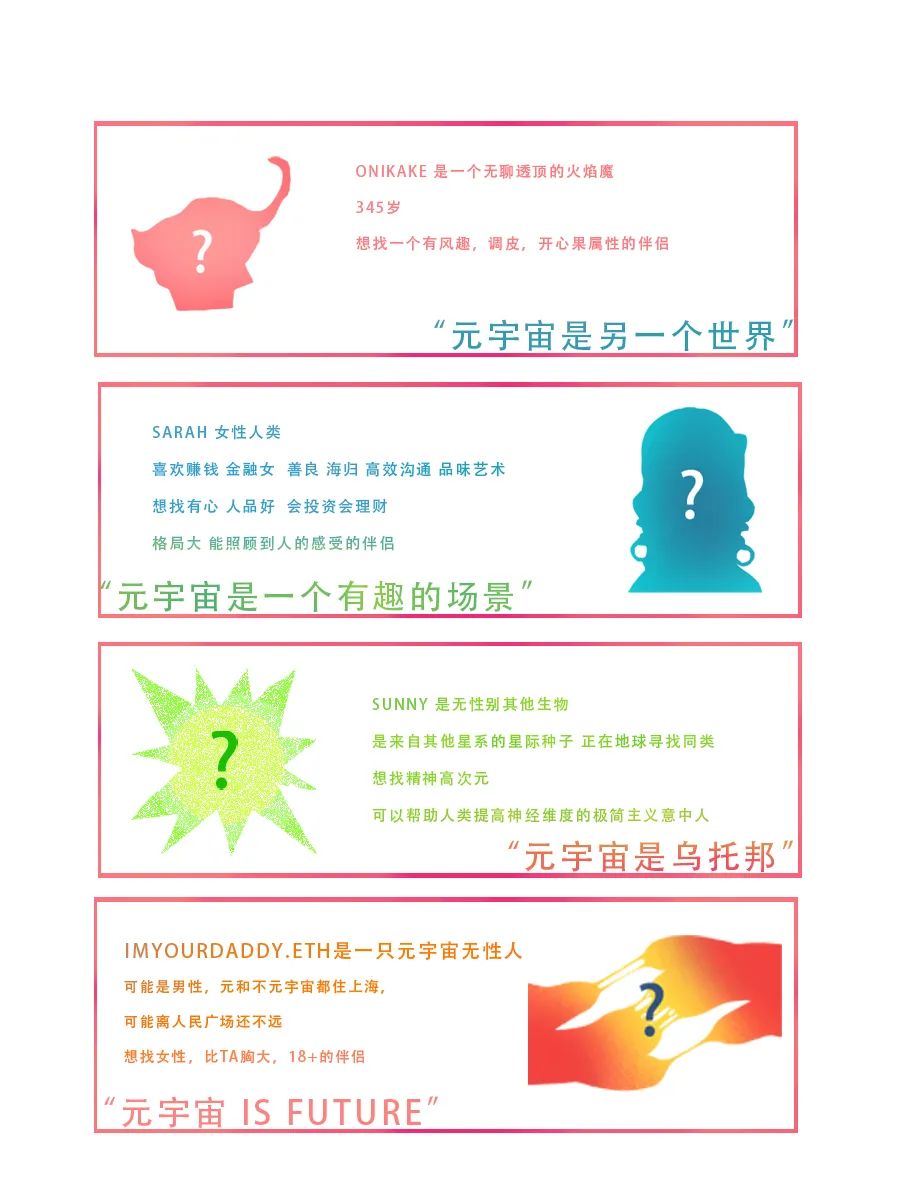 ONIKAKE 是一个无聊透顶的火焰魔
345岁
想找一个有风趣，调皮，开心果属性的伴侣
?
“元宇宙是另一个世界”
SARAH 女性人类
喜欢赚钱 金融女 善良 海归 高效沟通 品味艺术
想找有心 人品好 会投资会理财
格局大 能照顾到人的感受的伴侣
?
“元宇宙是一个有趣的场景”
?
SUNNY 是无性别其他生物
是来自其他星系的星际种子 正在地球寻找同类
想找精神高次元
可以帮助人类提高神经维度的极简主义意中人
“元宇宙是乌托邦”
IMYOURDADDY.ETH是一只元宇宙无性人
可能是男性，元和不元宇宙都住上海，
可能离人民广场还不远
想找女性，比TA胸大，18+的伴侣
?
“元宇宙 IS FUTURE”